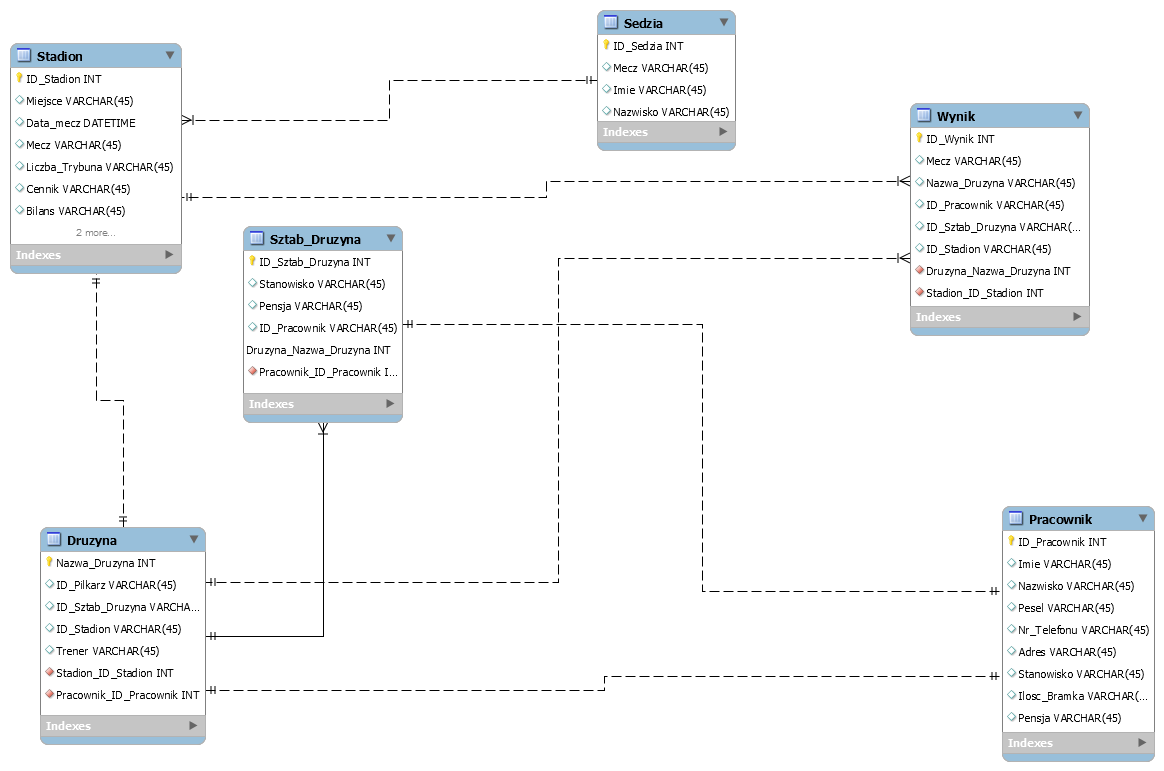 Stadion
ID_Stadion INT
Miejsce VARCHAR(45)
Data_mecz DATETIME
Mecz VARCHAR(45)
Liczba_Trybuna VARCHAR(45)
Cennik VARCHAR(45)
Bilans VARCHAR(45)
2 more...
Indexes
Sedzia
ID_Sedzia INT
Mecz VARCHAR(45)
Imie VARCHAR(45)
Nazwisko VARCHAR(45)
Indexes
Wynik
ID_Wynik INT
Mecz VARCHAR(45)
Nazwa_Druzyna VARCHAR(45)
ID_Pracownik VARCHAR(45)
ID_Sztab_Druzyna VARCHAR(...
ID_Stadion VARCHAR(45)
Druzyna_Nazwa_Druzyna INT
Stadion_ID_Stadion INT
Indexes
Sztab_Druzyna
ID_Sztab_Druzyna INT
Stanowisko VARCHAR(45)
Pensja VARCHAR(45)
ID_Pracownik VARCHAR(45)
Druzyna_Nazwa_Druzyna INT
Pracownik_ID_Pracownik I...
Indexes
Druzyna
Nazwa_Druzyna INT
ID_Pilkarz VARCHAR(45)
ID_Sztab_Druzyna VARCHA...
ID_Stadion VARCHAR(45)
Trener VARCHAR(45)
Stadion_ID_Stadion INT
Pracownik_ID_Pracownik INT
Indexes
Pracownik
ID_Pracownik INT
Imie VARCHAR(45)
Nazwisko VARCHAR(45)
Pesel VARCHAR(45)
Nr_Telefonu VARCHAR(45)
Adres VARCHAR(45)
Stanowisko VARCHAR(45)
Ilosc_Bramka VARCHAR(...
Pensja VARCHAR(45)
Indexes